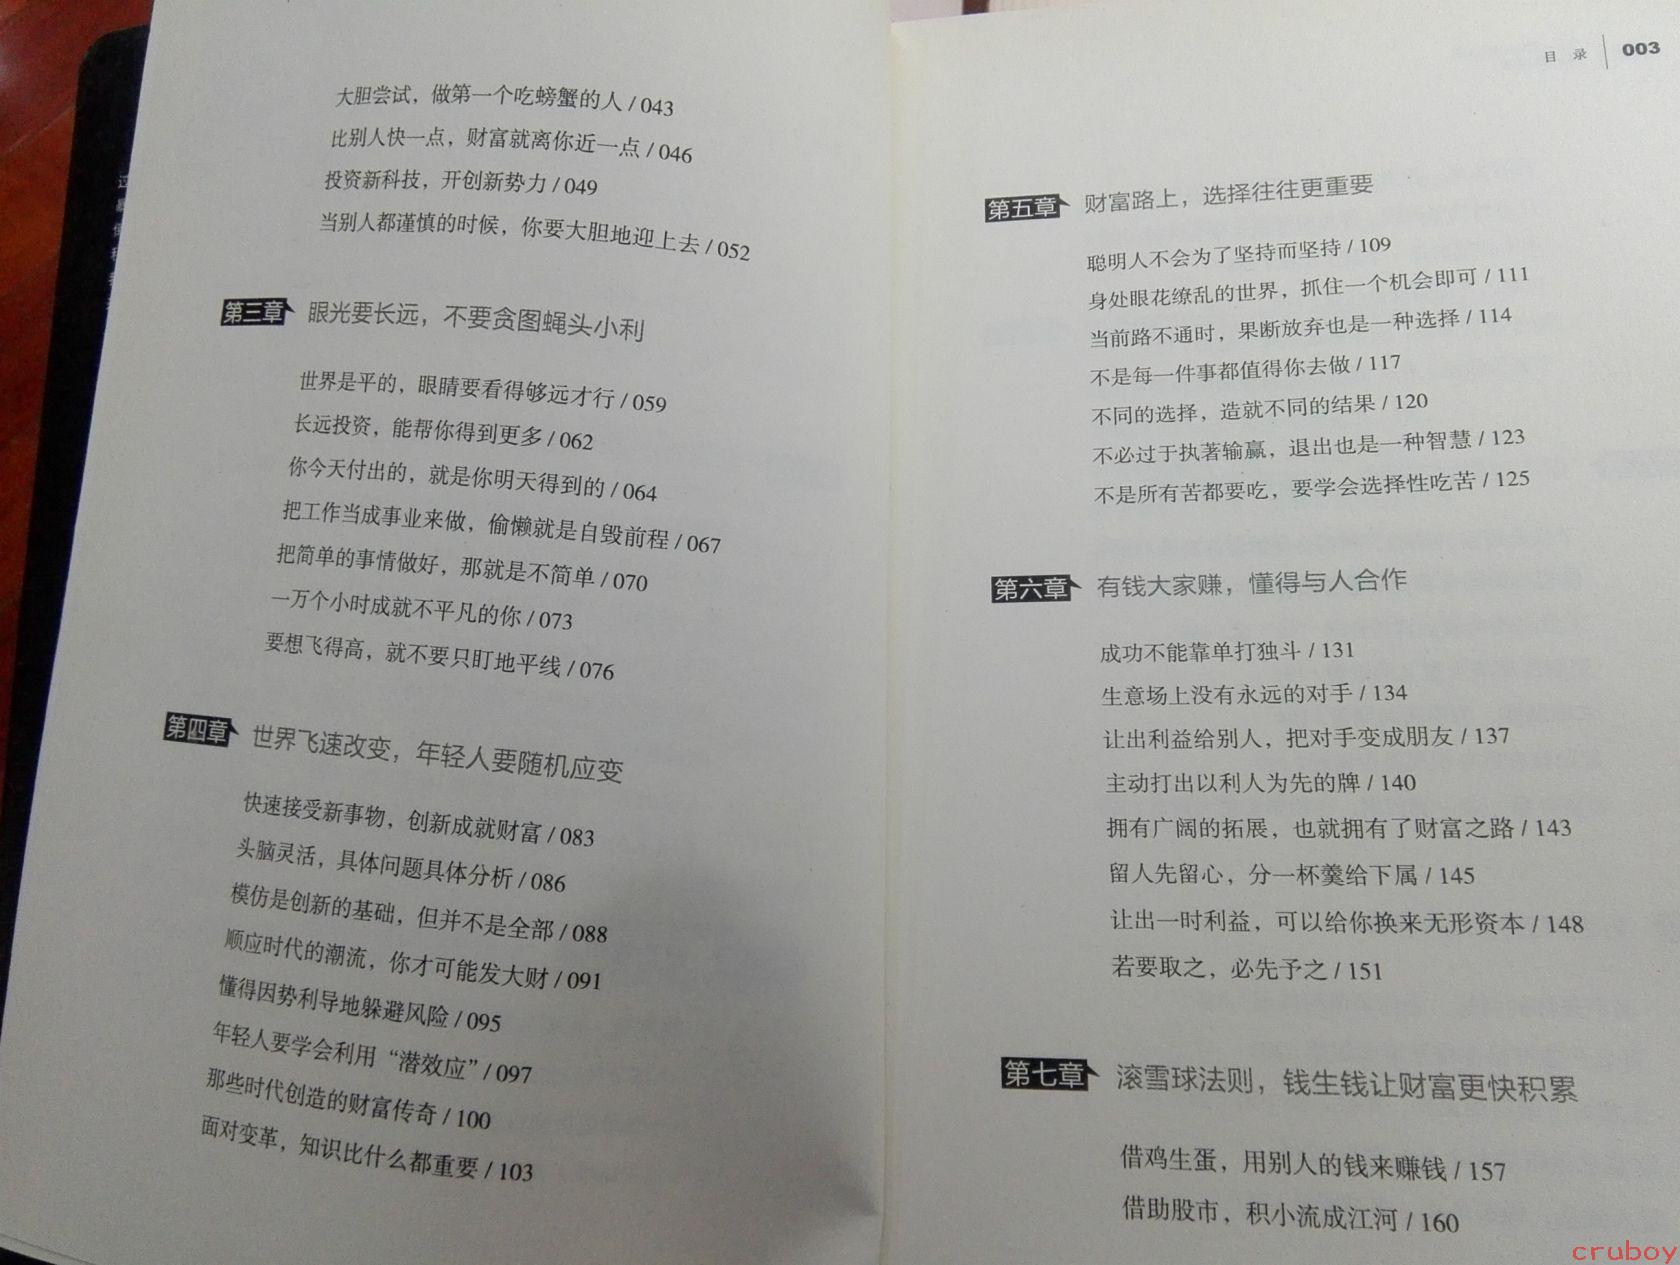 大胆尝试，做第一个吃螃蟹的人 / 043
比别人快一点，财富就离你近一点 / 046
投资新科技，开创新势力 / 049
当别人都谨慎的时候，你要大胆地迎上去 / 052
第三章 眼光要长远，不要贪图蝇头小利
世界是平的，眼睛要看得够远才行 / 059
长远投资，能帮你得到更多 / 062
你今天付出的，就是你明天得到的 / 064
把工作当成事业来做，偷懒就是自毁前程 / 067
把简单的事情做好，那就是不简单 / 070
一万个小时成就不平凡的你 / 073
要想飞得高，就不要只盯地平线 / 076
第四章 世界飞速改变，年轻人要随机应变
快速接受新事物，创新成就财富 / 083
头脑灵活，具体问题具体分析 / 086
模仿是创新的基础，但并不是全部 / 088
顺应时代的潮流，你才可能发大财 / 091
懂得因势利导地躲避风险 / 095
年轻人要学会利用“潜效应” / 097
那些时代创造的财富传奇 / 100
面对变革，知识比什么都重要 / 103
目 录 003
第五章 财富路上，选择往往更重要
聪明人不会为了坚持而坚持 / 109
身处眼花缭乱的世界，抓住一个机会即可 / 111
当前路不通时，果断放弃也是一种选择 / 114
不是每一件事都值得你去做 / 117
不同的选择，造就不同的结果 / 120
不必过于执著输赢，退出也是一种智慧 / 123
不是所有苦都要吃，要学会选择性吃苦 / 125
第六章 有钱大家赚，懂得与人合作
成功不能靠单打独斗 / 131
生意场上没有永远的对手 / 134
让出利益给别人，把对手变成朋友 / 137
主动打出以利人为先的牌 / 140
拥有广阔的拓展，也就拥有了财富之路 / 143
留人先留心，分一杯羹给下属 / 145
让出一时利益，可以给你换来无形资本 / 148
若要取之，必先予之 / 151
第七章 滚雪球法则，钱生钱让财富更快积累
借鸡生蛋，用别人的钱来赚钱 / 157
借助股市，积小流成江河 / 160
cruboy